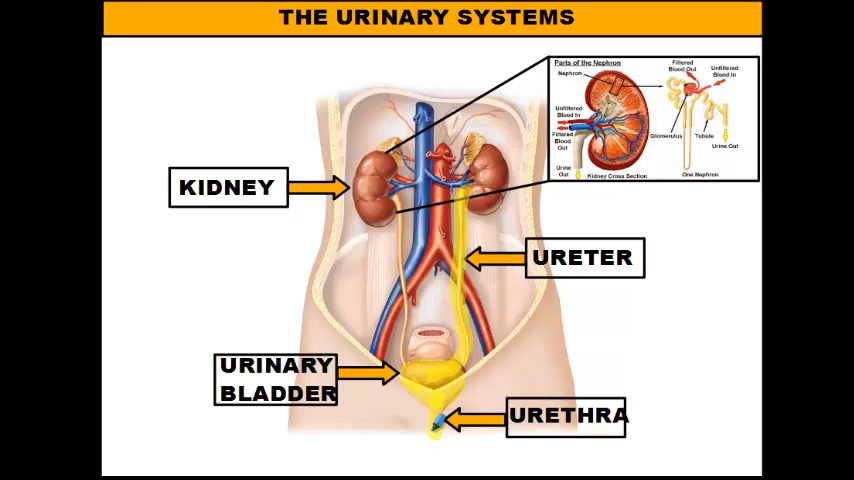 THE URINARY SYSTEMS
Parts of the Nephron
Nephron
Filtered
Blood Out
Unfiltered
Blood In
Unfiltered
Blood In
Filtered
Blood
Out
Glomerulus
Tubule
Urine Out
Urine
Out
Kidney Cross Section
One Nephron
KIDNEY
URETER
URINARY
BLADDER
URETHRA